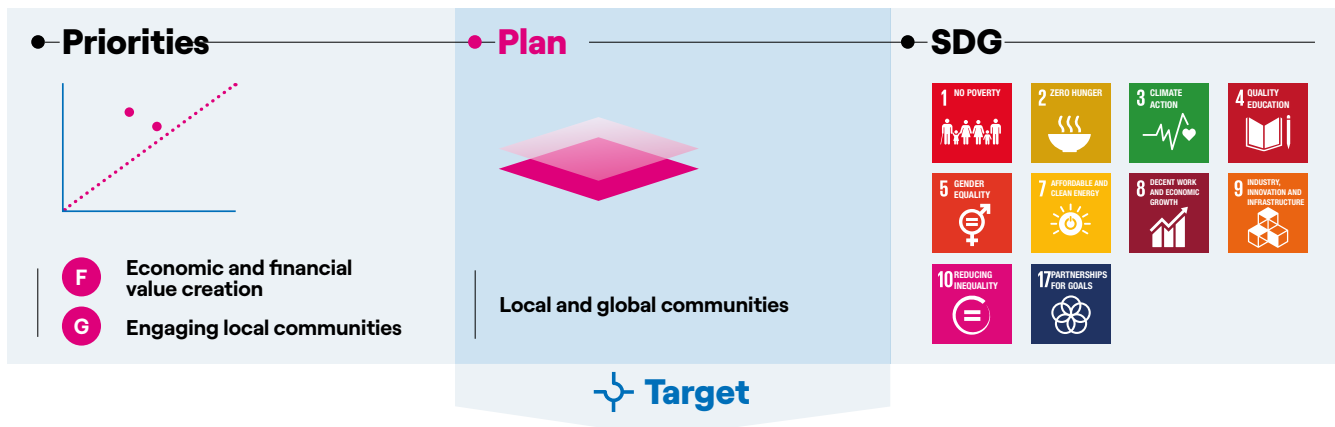 Priorities
Plan
SDG
1 NO POVERTY
2 ZERO HUNGER
3 CLIMATE
ACTION
4 QUALITY
EDUCATION
5 GENDER
EQUALITY
7 AFFORDABLE AND
CLEAN ENERGY
8 DECENT WORK
AND ECONOMIC
GROWTH
9 INDUSTRY,
INNOVATION AND
INFRASTRUCTURE
10 REDUCING
INEQUALITY
17 PARTNERSHIPS
FOR GOALS
F Economic and financial
value creation
G Engaging local communities
Local and global communities
Target